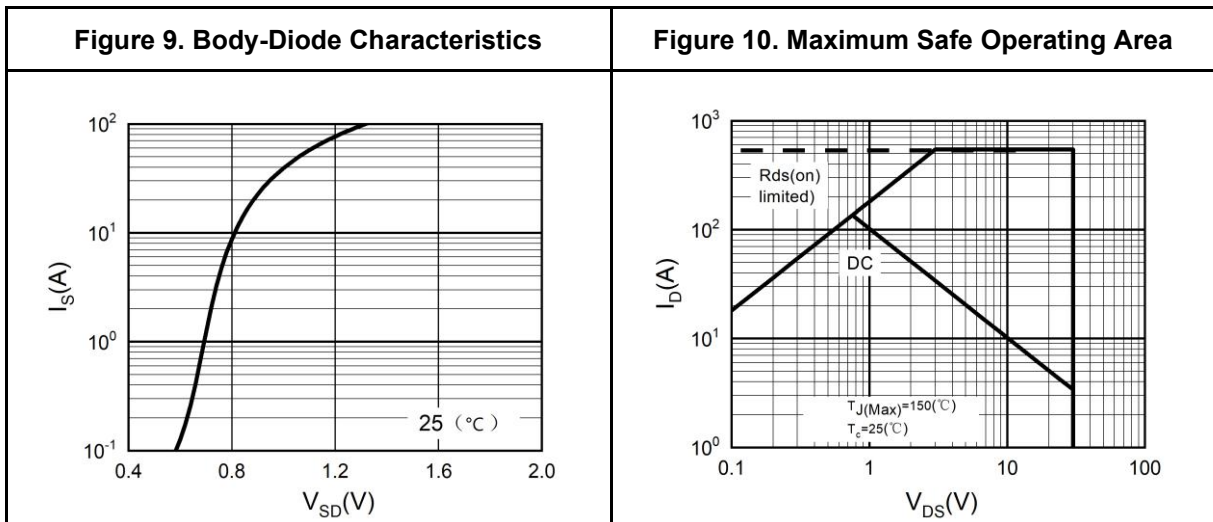 Figure 9. Body-Diode Characteristics
Figure 10. Maximum Safe Operating Area
10²
10¹
10⁰
10⁻¹
I_S(A)
25 (℃)
0.4 0.8 1.2 1.6 2.0
V_SD(V)
10³
10²
10¹
10⁰
I_D(A)
Rds(on)
limited)
DC
T_J(Max)=150(℃)
T_c=25(℃)
0.1 1 10 100
V_DS(V)